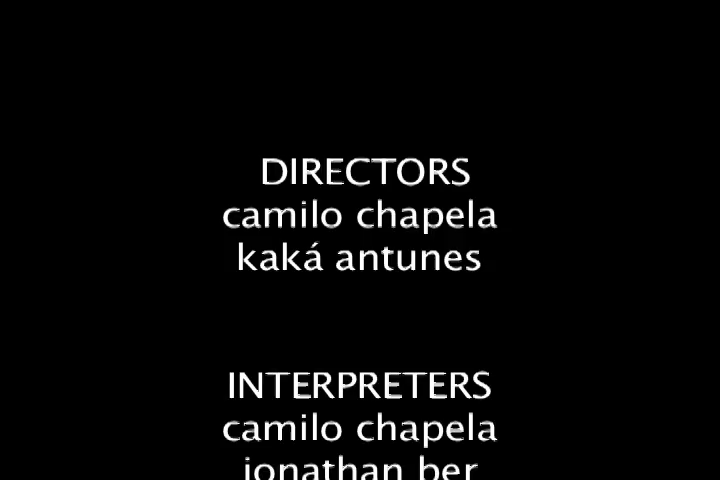 DIRECTORS
camilo chapela
kaká antunes
INTERPRETERS
camilo chapela
jonathan ber